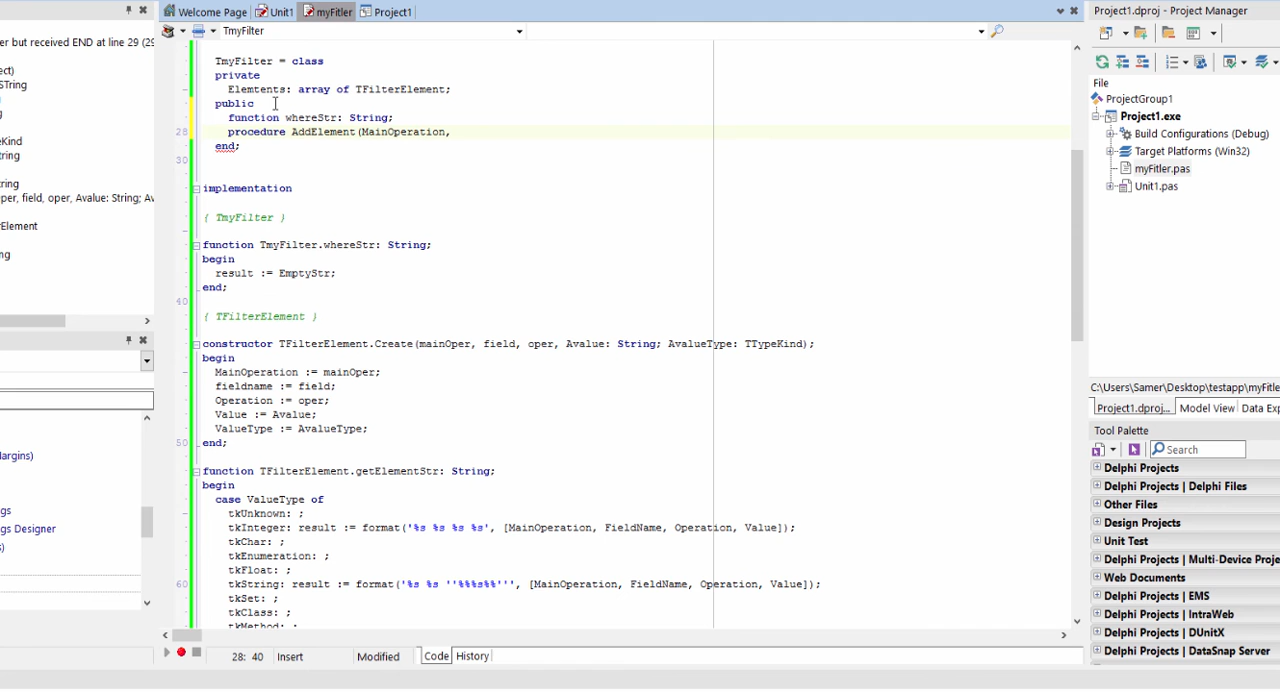 Welcome Page Unit1 myFitler Project1
TmyFilter
er but received END at line 29 (29
ect)
String
eKind
tring
tring
per, field, oper, Avalue: String; Av
rElement
ng
argins)
gs
gs Designer
s)
TmyFilter = class
private
Elemtents: array of TFilterElement;
public
function whereStr: String;
28 procedure AddElement(MainOperation,
end;
30
implementation
{ TmyFilter }
function TmyFilter.whereStr: String;
begin
result := EmptyStr;
end;
40
{ TFilterElement }
constructor TFilterElement.Create(mainOper, field, oper, Avalue: String; AvalueType: TTypeKind);
begin
MainOperation := mainOper;
fieldname := field;
Operation := oper;
Value := Avalue;
ValueType := AvalueType;
50 end;
function TFilterElement.getElementStr: String;
begin
case ValueType of
tkUnknown: ;
tkInteger: result := format('%s %s %s %s', [MainOperation, FieldName, Operation, Value]);
tkChar: ;
tkEnumeration: ;
tkFloat: ;
60 tkString: result := format('%s %s ''%%%s%%''', [MainOperation, FieldName, Operation, Value]);
tkSet: ;
tkClass: ;
tkMethod: ;
28: 40 Insert Modified Code History
Project1.dproj - Project Manager
File
ProjectGroup1
Project1.exe
Build Configurations (Debug)
Target Platforms (Win32)
myFitler.pas
Unit1.pas
C:\Users\Samer\Desktop\testapp\myFitle
Project1.dproj... Model View Data Exp
Tool Palette
Search
Delphi Projects
Delphi Projects | Delphi Files
Other Files
Design Projects
Unit Test
Delphi Projects | Multi-Device Proje
Web Documents
Delphi Projects | EMS
Delphi Projects | IntraWeb
Delphi Projects | DUnitX
Delphi Projects | DataSnap Server